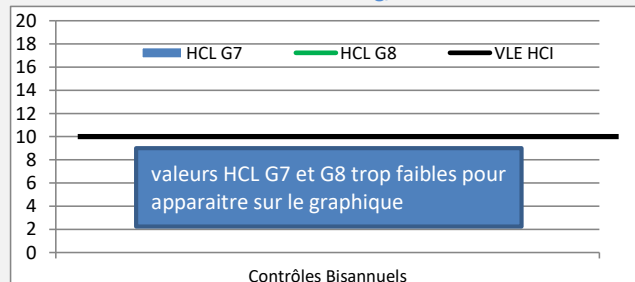 20
18
16
14
12
10
8
6
4
2
0
HCL G7 HCL G8 VLE HCl
valeurs HCL G7 et G8 trop faibles pour
apparaitre sur le graphique
Contrôles Bisannuels